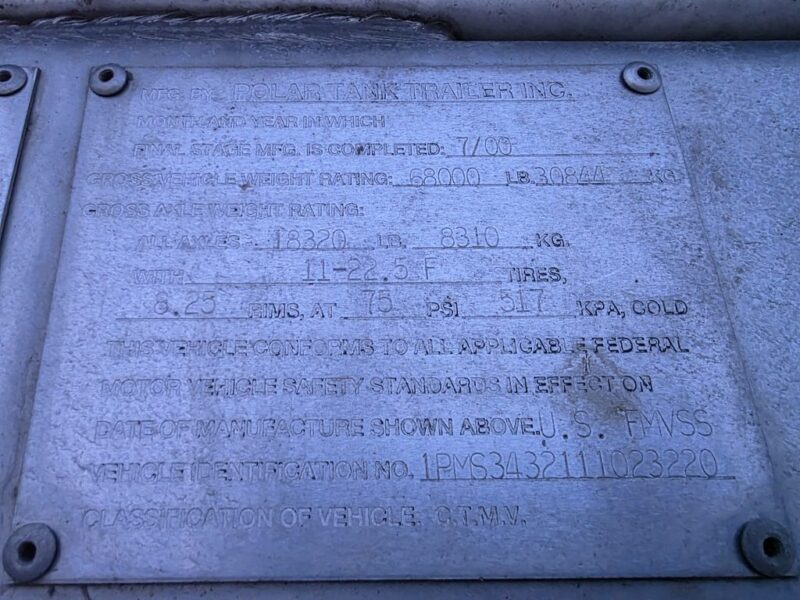 MFG. BY POLAR TANK TRAILER INC.
MONTH AND YEAR IN WHICH
FINAL STAGE MFG. IS COMPLETED: 7/00
GROSS VEHICLE WEIGHT RATING: 68000 LB. 30844 KG
GROSS AXLE WEIGHT RATING:
ALL AXLES - 18320 LB. 8310 KG.
WITH 11-22.5 F TIRES,
8.25 RIMS, AT 75 PSI 517 KPA, COLD
THIS VEHICLE CONFORMS TO ALL APPLICABLE FEDERAL
MOTOR VEHICLE SAFETY STANDARDS IN EFFECT ON
DATE OF MANUFACTURE SHOWN ABOVE. U.S. FMVSS
VEHICLE IDENTIFICATION NO. 1PMS3432111023220
CLASSIFICATION OF VEHICLE. C.T.M.V.